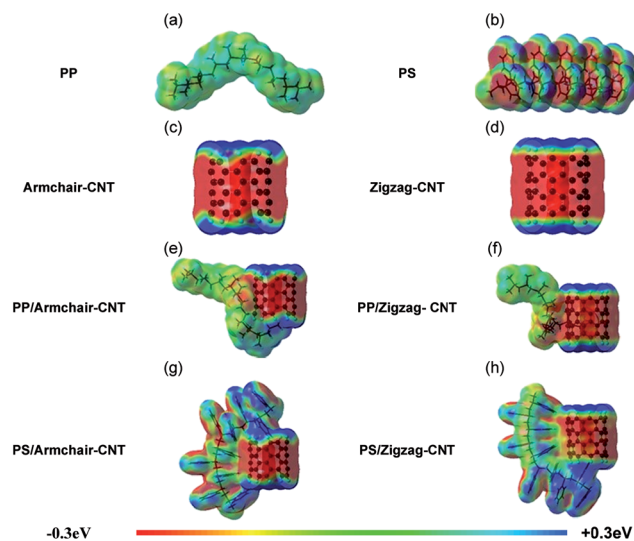 (a) (b)
PP PS
(c) (d)
Armchair-CNT Zigzag-CNT
(e) (f)
PP/Armchair-CNT PP/Zigzag- CNT
(g) (h)
PS/Armchair-CNT PS/Zigzag-CNT
-0.3eV +0.3eV